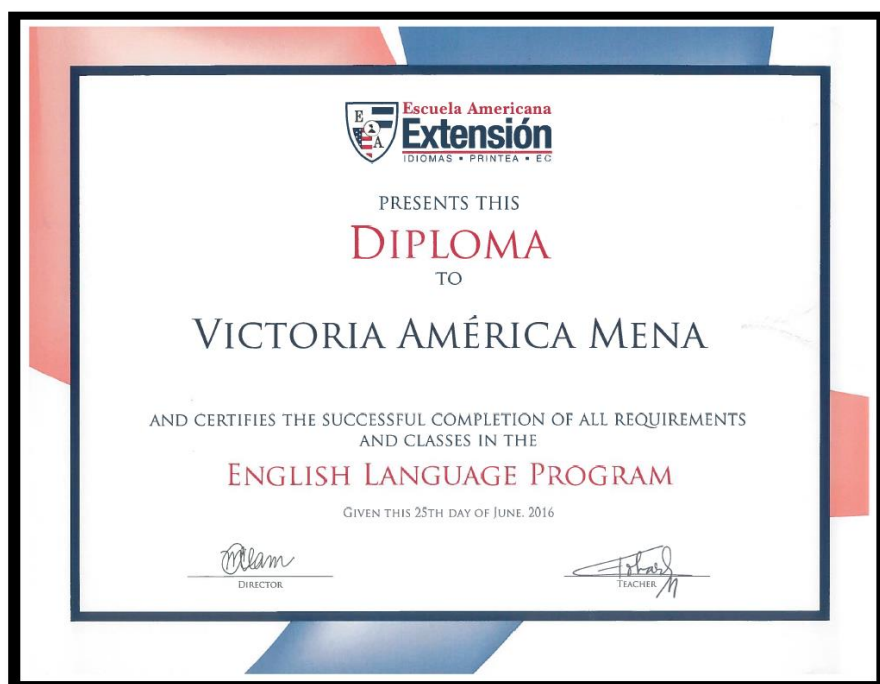 E
A
Escuela Americana
Extensión
IDIOMAS • PRINTEA • EC
PRESENTS THIS
DIPLOMA
TO
VICTORIA AMÉRICA MENA
AND CERTIFIES THE SUCCESSFUL COMPLETION OF ALL REQUIREMENTS
AND CLASSES IN THE
ENGLISH LANGUAGE PROGRAM
GIVEN THIS 25TH DAY OF JUNE. 2016
DIRECTOR
TEACHER